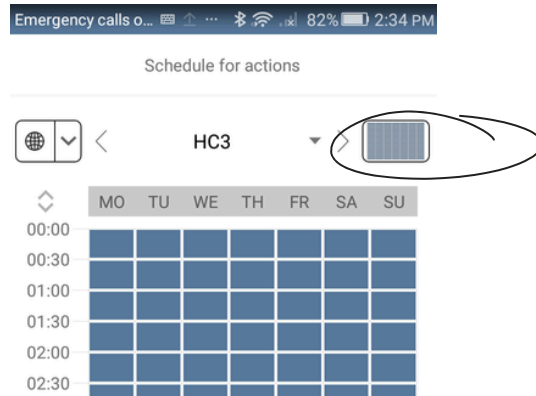 Emergency calls o... ... 82% 2:34 PM
Schedule for actions
HC3
MO TU WE TH FR SA SU
00:00
00:30
01:00
01:30
02:00
02:30